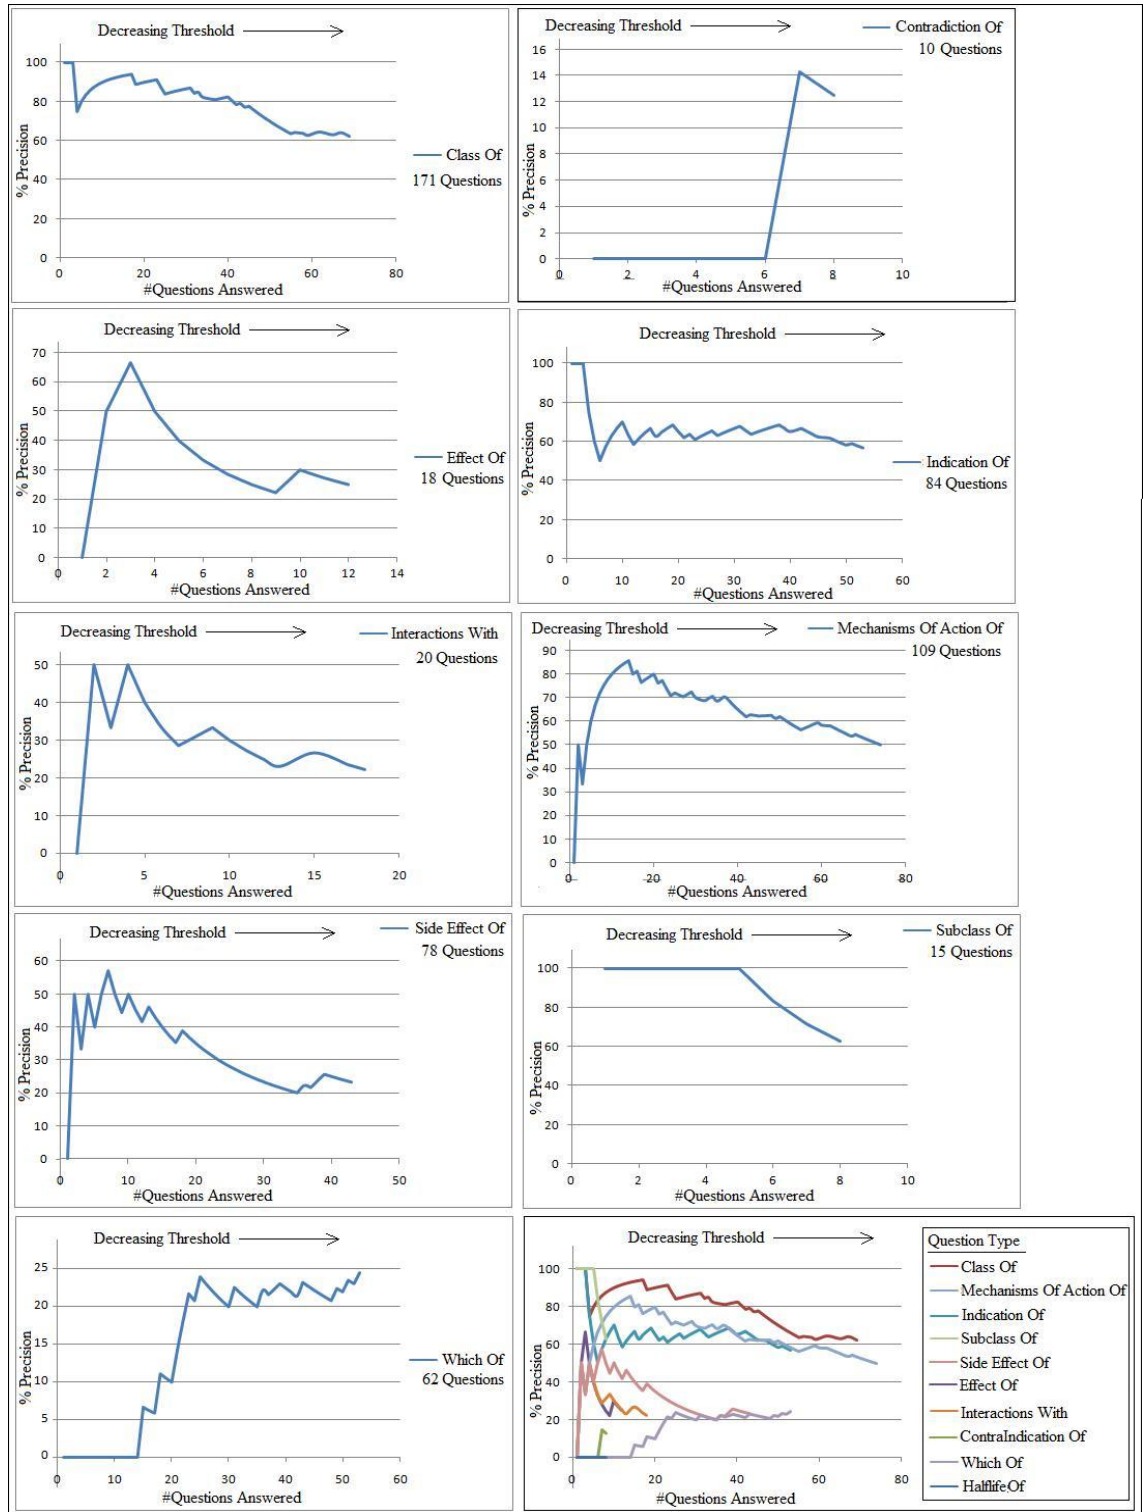 Decreasing Threshold
100
80
60
40
20
0
% Precision
0 20 40 60 80
#Questions Answered
Class Of
171 Questions
Decreasing Threshold
Contradiction Of
10 Questions
16
14
12
10
8
6
4
2
0
% Precision
0 2 4 6 8 10
#Questions Answered
Decreasing Threshold
70
60
50
40
30
20
10
0
% Precision
0 2 4 6 8 10 12 14
#Questions Answered
Effect Of
18 Questions
Decreasing Threshold
100
80
60
40
20
0
% Precision
0 10 20 30 40 50 60
#Questions Answered
Indication Of
84 Questions
Decreasing Threshold
Interactions With
20 Questions
50
40
30
20
10
0
% Precision
0 5 10 15 20
#Questions Answered
Decreasing Threshold
Mechanisms Of Action Of
109 Questions
90
80
70
60
50
40
30
20
10
0
% Precision
0 20 40 60 80
#Questions Answered
Decreasing Threshold
Side Effect Of
78 Questions
60
50
40
30
20
10
0
% Precision
0 10 20 30 40 50
#Questions Answered
Decreasing Threshold
Subclass Of
15 Questions
100
80
60
40
20
0
% Precision
0 2 4 6 8 10
#Questions Answered
Decreasing Threshold
25
20
15
10
5
0
% Precision
0 10 20 30 40 50 60
#Questions Answered
Which Of
62 Questions
Decreasing Threshold
100
80
60
40
20
0
% Precision
0 20 40 60 80
#Questions Answered
Question Type
Class Of
Mechanisms Of Action Of
Indication Of
Subclass Of
Side Effect Of
Effect Of
Interactions With
ContraIndication Of
Which Of
Halflife Of